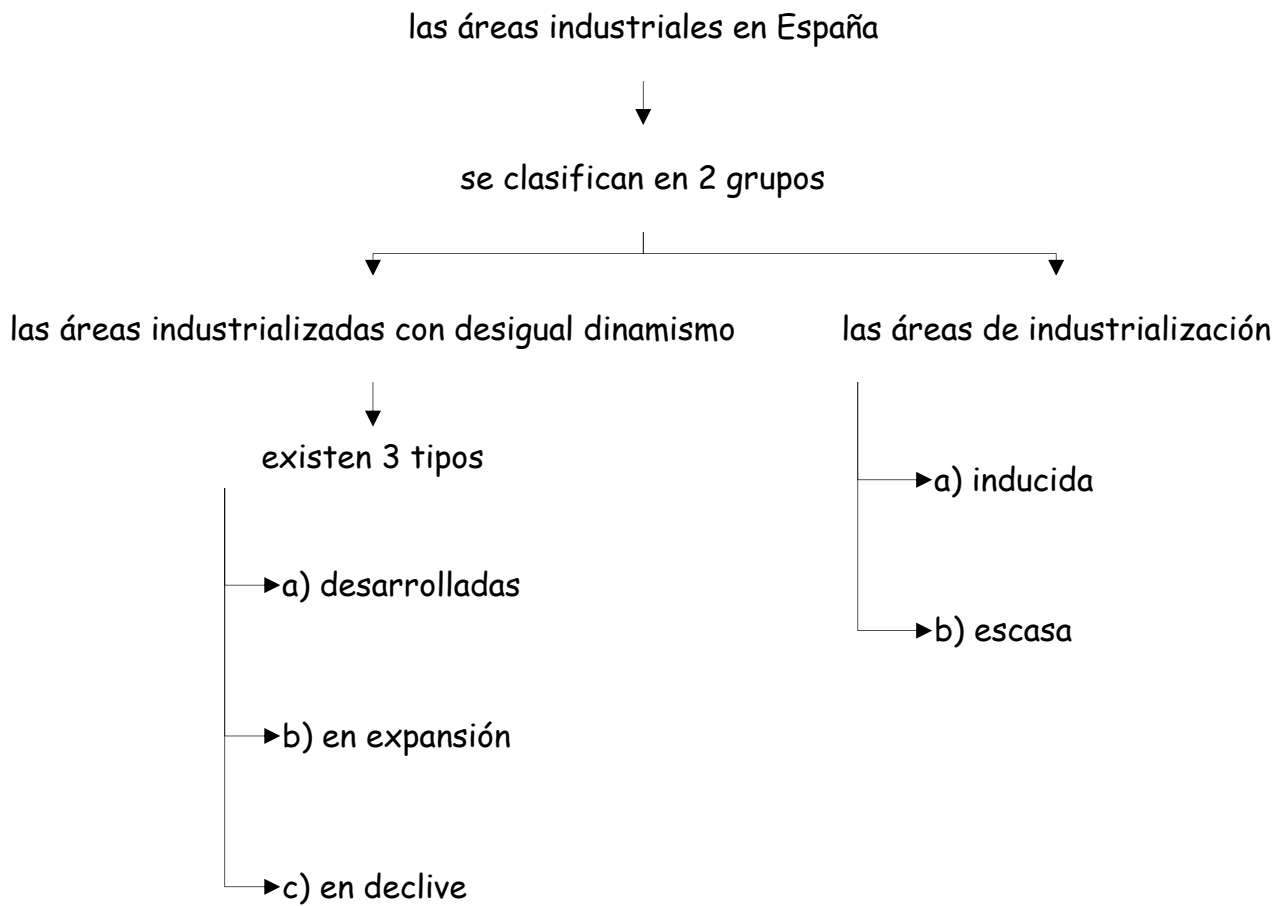 las áreas industriales en España
se clasifican en 2 grupos
las áreas industrializadas con desigual dinamismo
las áreas de industrialización
existen 3 tipos
a) desarrolladas
b) en expansión
c) en declive
a) inducida
b) escasa